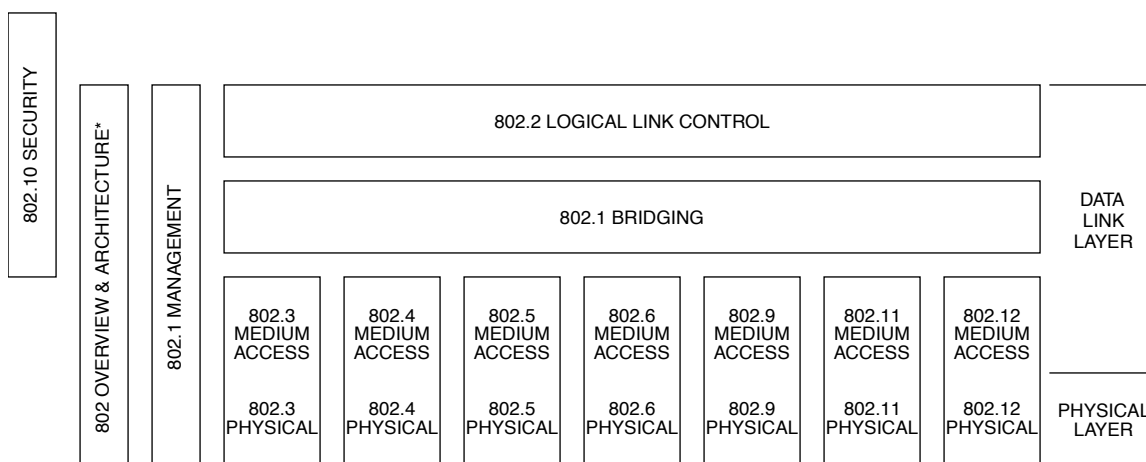 802.10 SECURITY
802 OVERVIEW & ARCHITECTURE*
802.1 MANAGEMENT
802.2 LOGICAL LINK CONTROL
802.1 BRIDGING
802.3
MEDIUM
ACCESS
802.3
PHYSICAL
802.4
MEDIUM
ACCESS
802.4
PHYSICAL
802.5
MEDIUM
ACCESS
802.5
PHYSICAL
802.6
MEDIUM
ACCESS
802.6
PHYSICAL
802.9
MEDIUM
ACCESS
802.9
PHYSICAL
802.11
MEDIUM
ACCESS
802.11
PHYSICAL
802.12
MEDIUM
ACCESS
802.12
PHYSICAL
DATA
LINK
LAYER
PHYSICAL
LAYER